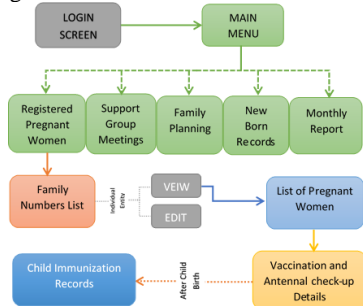 LOGIN
SCREEN
MAIN
MENU
Registered
Pregnant
Women
Support
Group
Meetings
Family
Planning
New
Born
Records
Monthly
Report
Family
Numbers List
Individual
Entity
VEIW
EDIT
List of Pregnant
Women
Child Immunization
Records
After Child
Birth
Vaccination and
Antennal check-up
Details